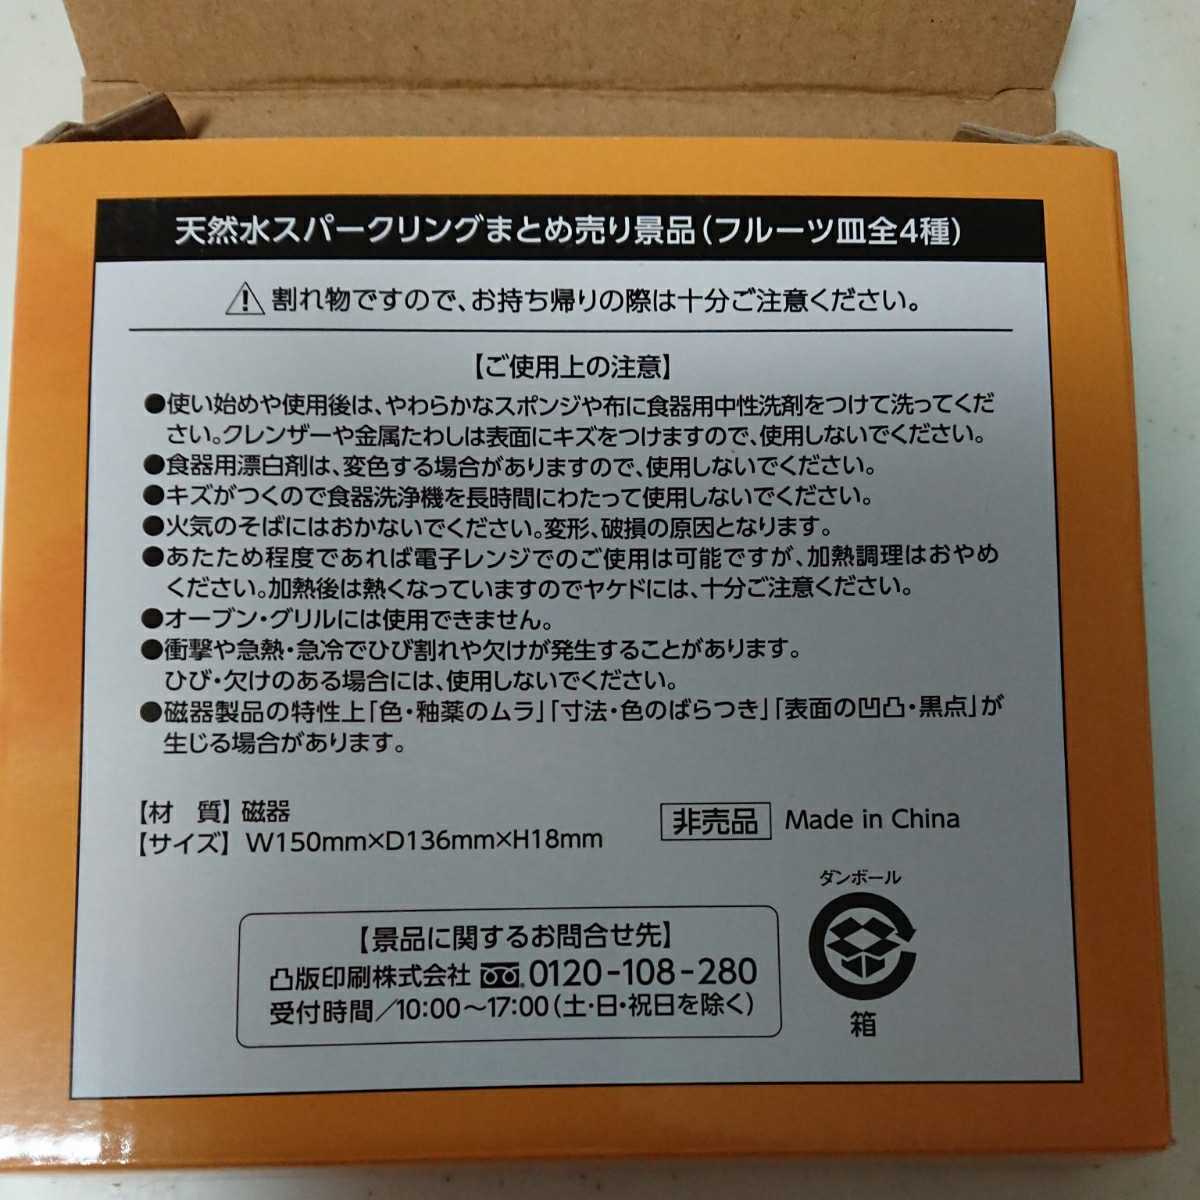 天然水スパークリングまとめ売り景品(フルーツ皿全4種)
割れ物ですので、お持ち帰りの際は十分ご注意ください。
【ご使用上の注意】
●使い始めや使用後は、やわらかなスポンジや布に食器用中性洗剤をつけて洗ってくだ
さい。クレンザーや金属たわしは表面にキズをつけますので、使用しないでください。
●食器用漂白剤は、変色する場合がありますので、使用しないでください。
●キズがつくので食器洗浄機を長時間にわたって使用しないでください。
●火気のそばにはおかないでください。変形、破損の原因となります。
●あたため程度であれば電子レンジでのご使用は可能ですが、加熱調理はおやめ
ください。加熱後は熱くなっていますのでヤケドには、十分ご注意ください。
●オーブン・グリルには使用できません。
●衝撃や急熱・急冷でひび割れや欠けが発生することがあります。
ひび・欠けのある場合には、使用しないでください。
●磁器製品の特性上「色・釉薬のムラ」「寸法・色のばらつき」「表面の凹凸・黒点」が
生じる場合があります。
【材　質】磁器
【サイズ】W150mm×D136mm×H18mm
非売品 Made in China
ダンボール
箱
【景品に関するお問合せ先】
凸版印刷株式会社 0120-108-280
受付時間/10:00～17:00(土・日・祝日を除く)